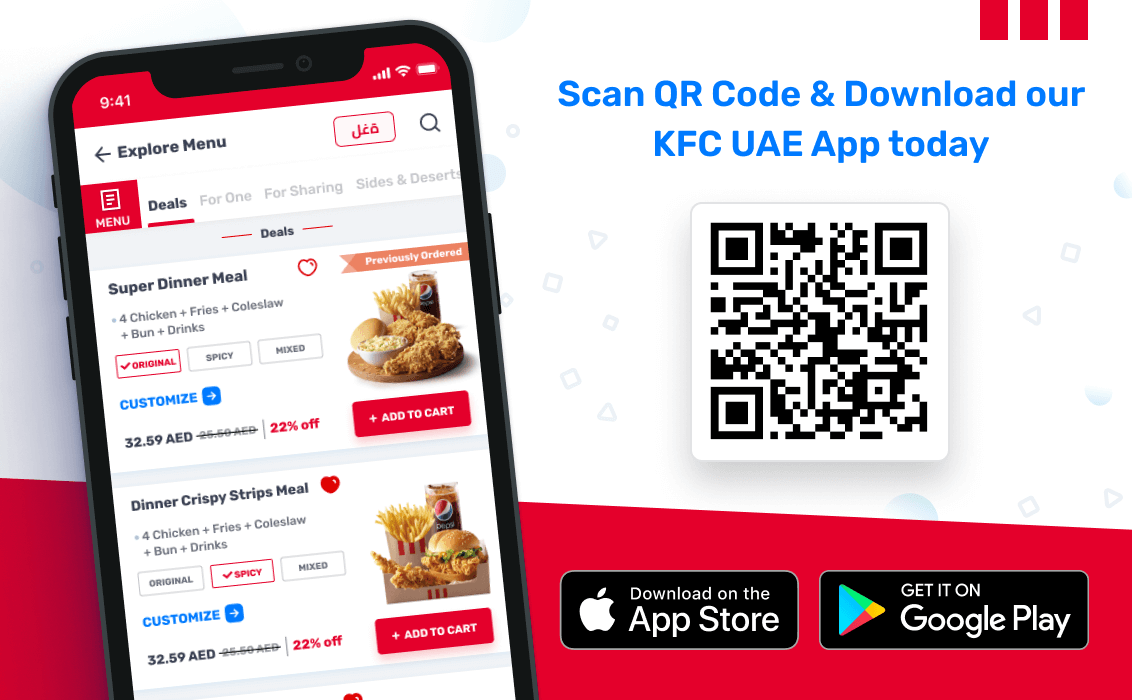 9:41
Explore Menu
ةغل
MENU
Deals
For One
For Sharing
Sides & Deserts
Deals
Super Dinner Meal
Previously Ordered
4 Chicken + Fries + Coleslaw
+ Bun + Drinks
ORIGINAL
SPICY
MIXED
CUSTOMIZE
32.59 AED 25.50 AED 22% off
+ ADD TO CART
Dinner Crispy Strips Meal
4 Chicken + Fries + Coleslaw
+ Bun + Drinks
ORIGINAL
SPICY
MIXED
CUSTOMIZE
32.59 AED 25.50 AED 22% off
+ ADD TO CART
pepsi
Scan QR Code & Download our
KFC UAE App today
Download on the
App Store
GET IT ON
Google Play